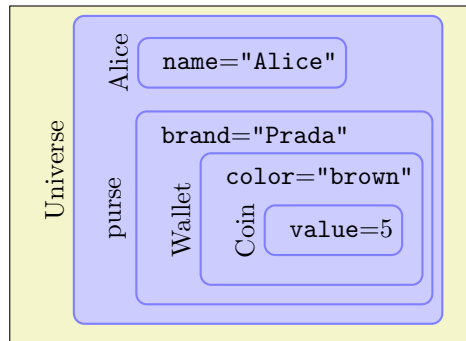 Universe
Alice
name="Alice"
purse
brand="Prada"
Wallet
color="brown"
Coin
value=5